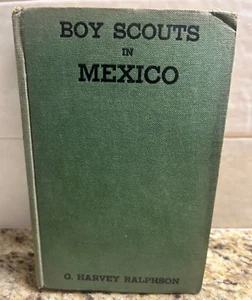 BOY SCOUTS
IN
MEXICO
G. HARVEY RALPHSON